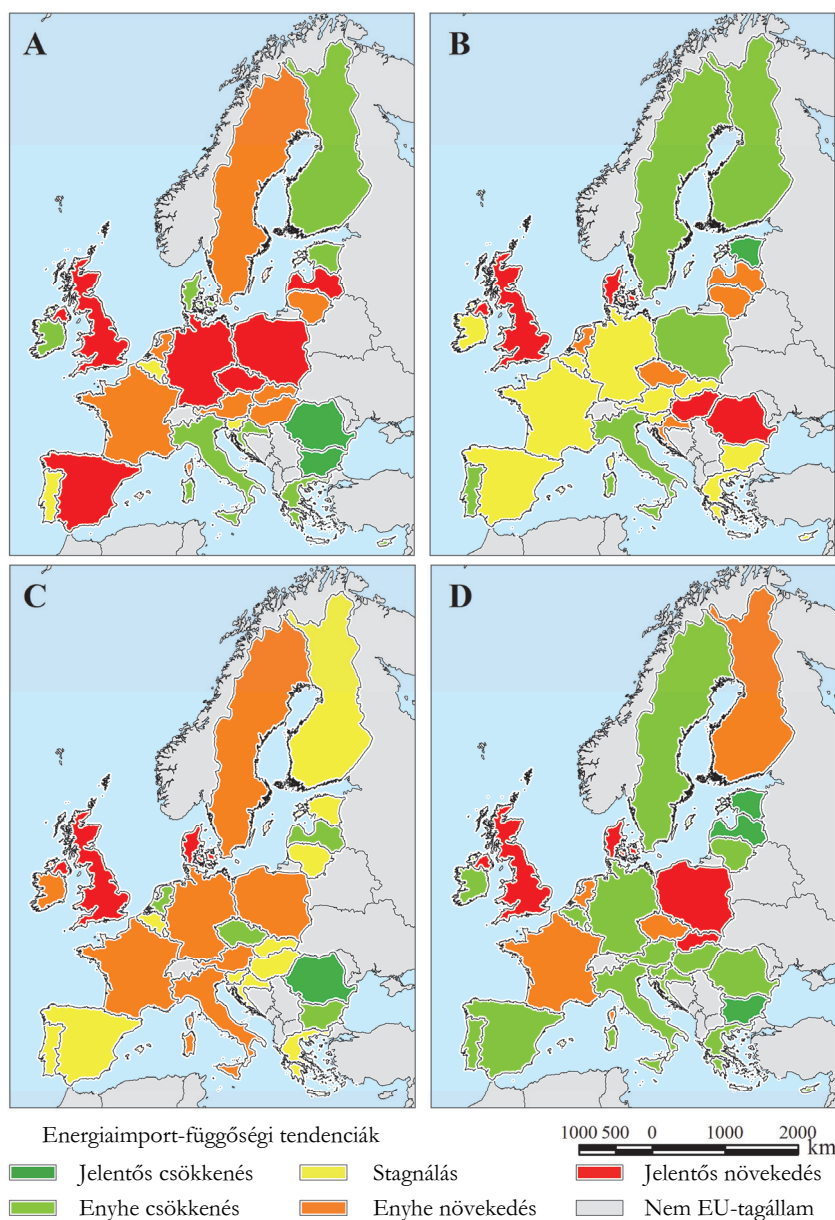 A
B
C
D
Energiaimport-függőségi tendenciák
1000 500 0 1000 2000
km
Jelentős csökkenés
Stagnálás
Jelentős növekedés
Enyhe csökkenés
Enyhe növekedés
Nem EU-tagállam